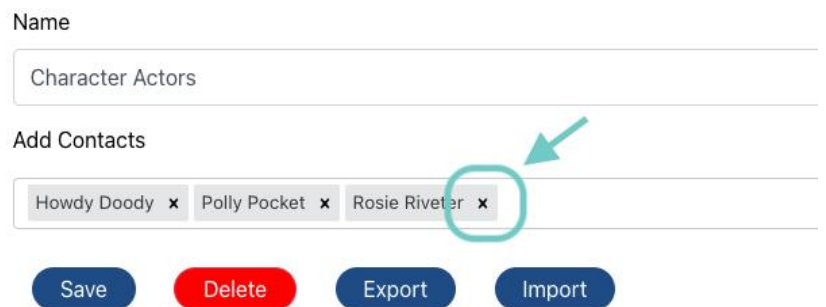 Name
Character Actors
Add Contacts
Howdy Doody × Polly Pocket × Rosie Riveter ×
Save Delete Export Import